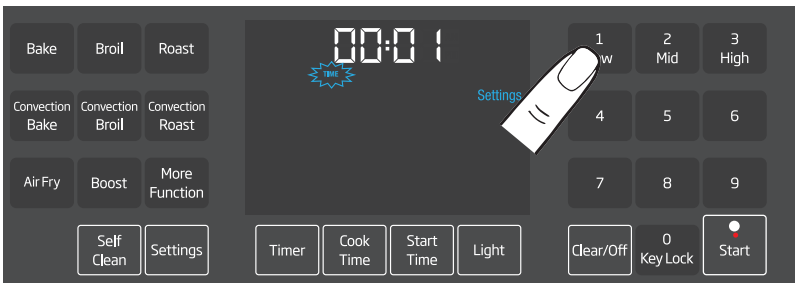 Bake
Broil
Roast
00:01
TIME
1
2
Mid
3
High
Convection
Bake
Convection
Broil
Convection
Roast
Settings
4
5
6
Air Fry
Boost
More
Function
7
8
9
Self
Clean
Settings
Timer
Cook
Time
Start
Time
Light
Clear/Off
0
Key Lock
Start